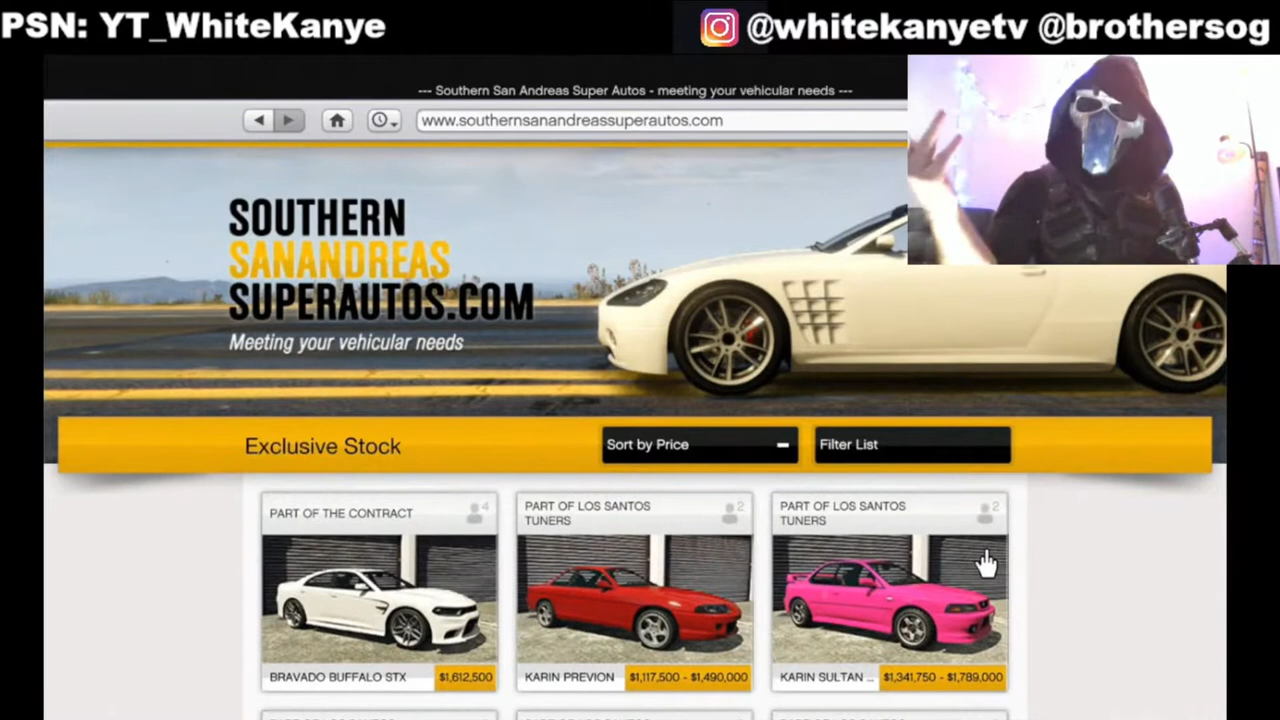 PSN: YT_WhiteKanye
@whitekanyetv @brothersog
--- Southern San Andreas Super Autos - meeting your vehicular needs ---
www.southernsanandreassuperautos.com
SOUTHERN
SANANDREAS
SUPERAUTOS.COM
Meeting your vehicular needs
Exclusive Stock
Sort by Price
Filter List
PART OF THE CONTRACT
4
PART OF LOS SANTOS
TUNERS
2
PART OF LOS SANTOS
TUNERS
2
BRAVADO BUFFALO STX
$1,612,500
KARIN PREVION
$1,117,500 - $1,490,000
KARIN SULTAN ...
$1,341,750 - $1,789,000